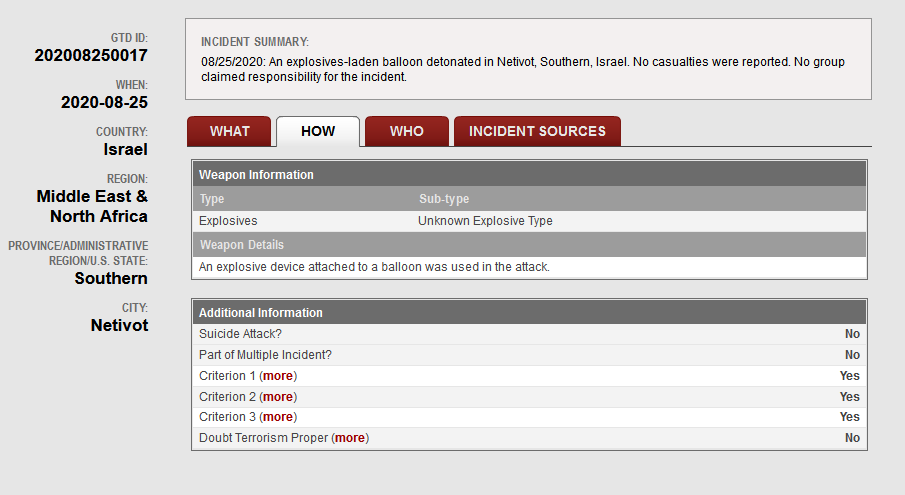 GTD ID:
202008250017
WHEN:
2020-08-25
COUNTRY:
Israel
REGION:
Middle East &
North Africa
PROVINCE/ADMINISTRATIVE
REGION/U.S. STATE:
Southern
CITY:
Netivot
INCIDENT SUMMARY:
08/25/2020: An explosives-laden balloon detonated in Netivot, Southern, Israel. No casualties were reported. No group
claimed responsibility for the incident.
WHAT HOW WHO INCIDENT SOURCES
Weapon Information
Type Sub-type
Explosives Unknown Explosive Type
Weapon Details
An explosive device attached to a balloon was used in the attack.
Additional Information
Suicide Attack? No
Part of Multiple Incident? No
Criterion 1 (more) Yes
Criterion 2 (more) Yes
Criterion 3 (more) Yes
Doubt Terrorism Proper (more) No